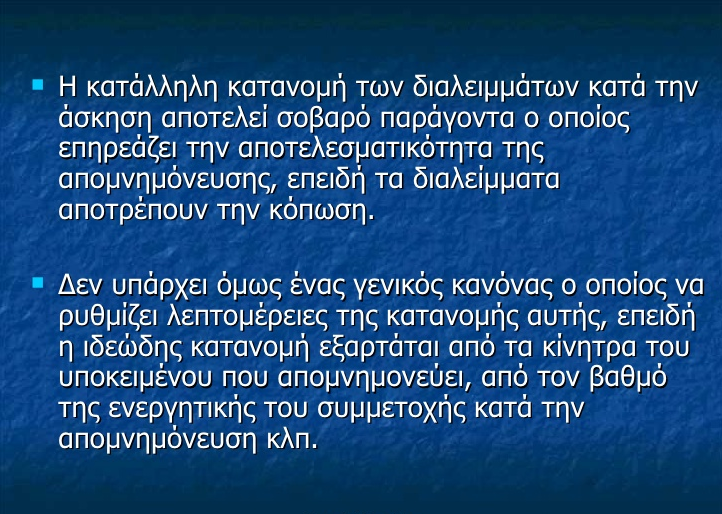 Η κατάλληλη κατανομή των διαλειμμάτων κατά την
άσκηση αποτελεί σοβαρό παράγοντα ο οποίος
επηρεάζει την αποτελεσματικότητα της
απομνημόνευσης, επειδή τα διαλείμματα
αποτρέπουν την κόπωση.
Δεν υπάρχει όμως ένας γενικός κανόνας ο οποίος να
ρυθμίζει λεπτομέρειες της κατανομής αυτής, επειδή
η ιδεώδης κατανομή εξαρτάται από τα κίνητρα του
υποκειμένου που απομνημονεύει, από τον βαθμό
της ενεργητικής του συμμετοχής κατά την
απομνημόνευση κλπ.